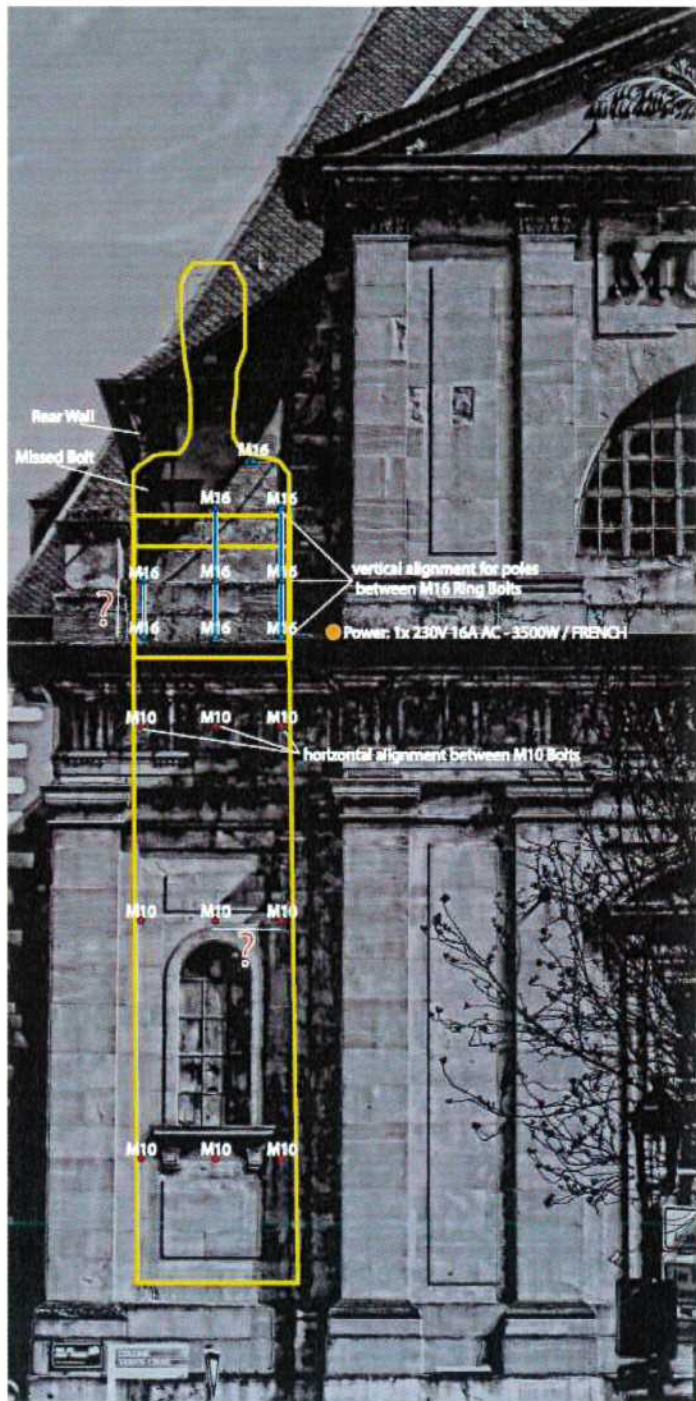 Rear Wall
M16
Missed Bolt
M16 M16
M16 M16 M16
vertical alignment for poles
between M16 Ring Bolts
?
M16 M16 M16
Power: 1x 230V 16A AC - 3500W / FRENCH
M10 M10 M10
horizontal alignment between M10 Bolts
M10 M10 M10
?
M10 M10 M10